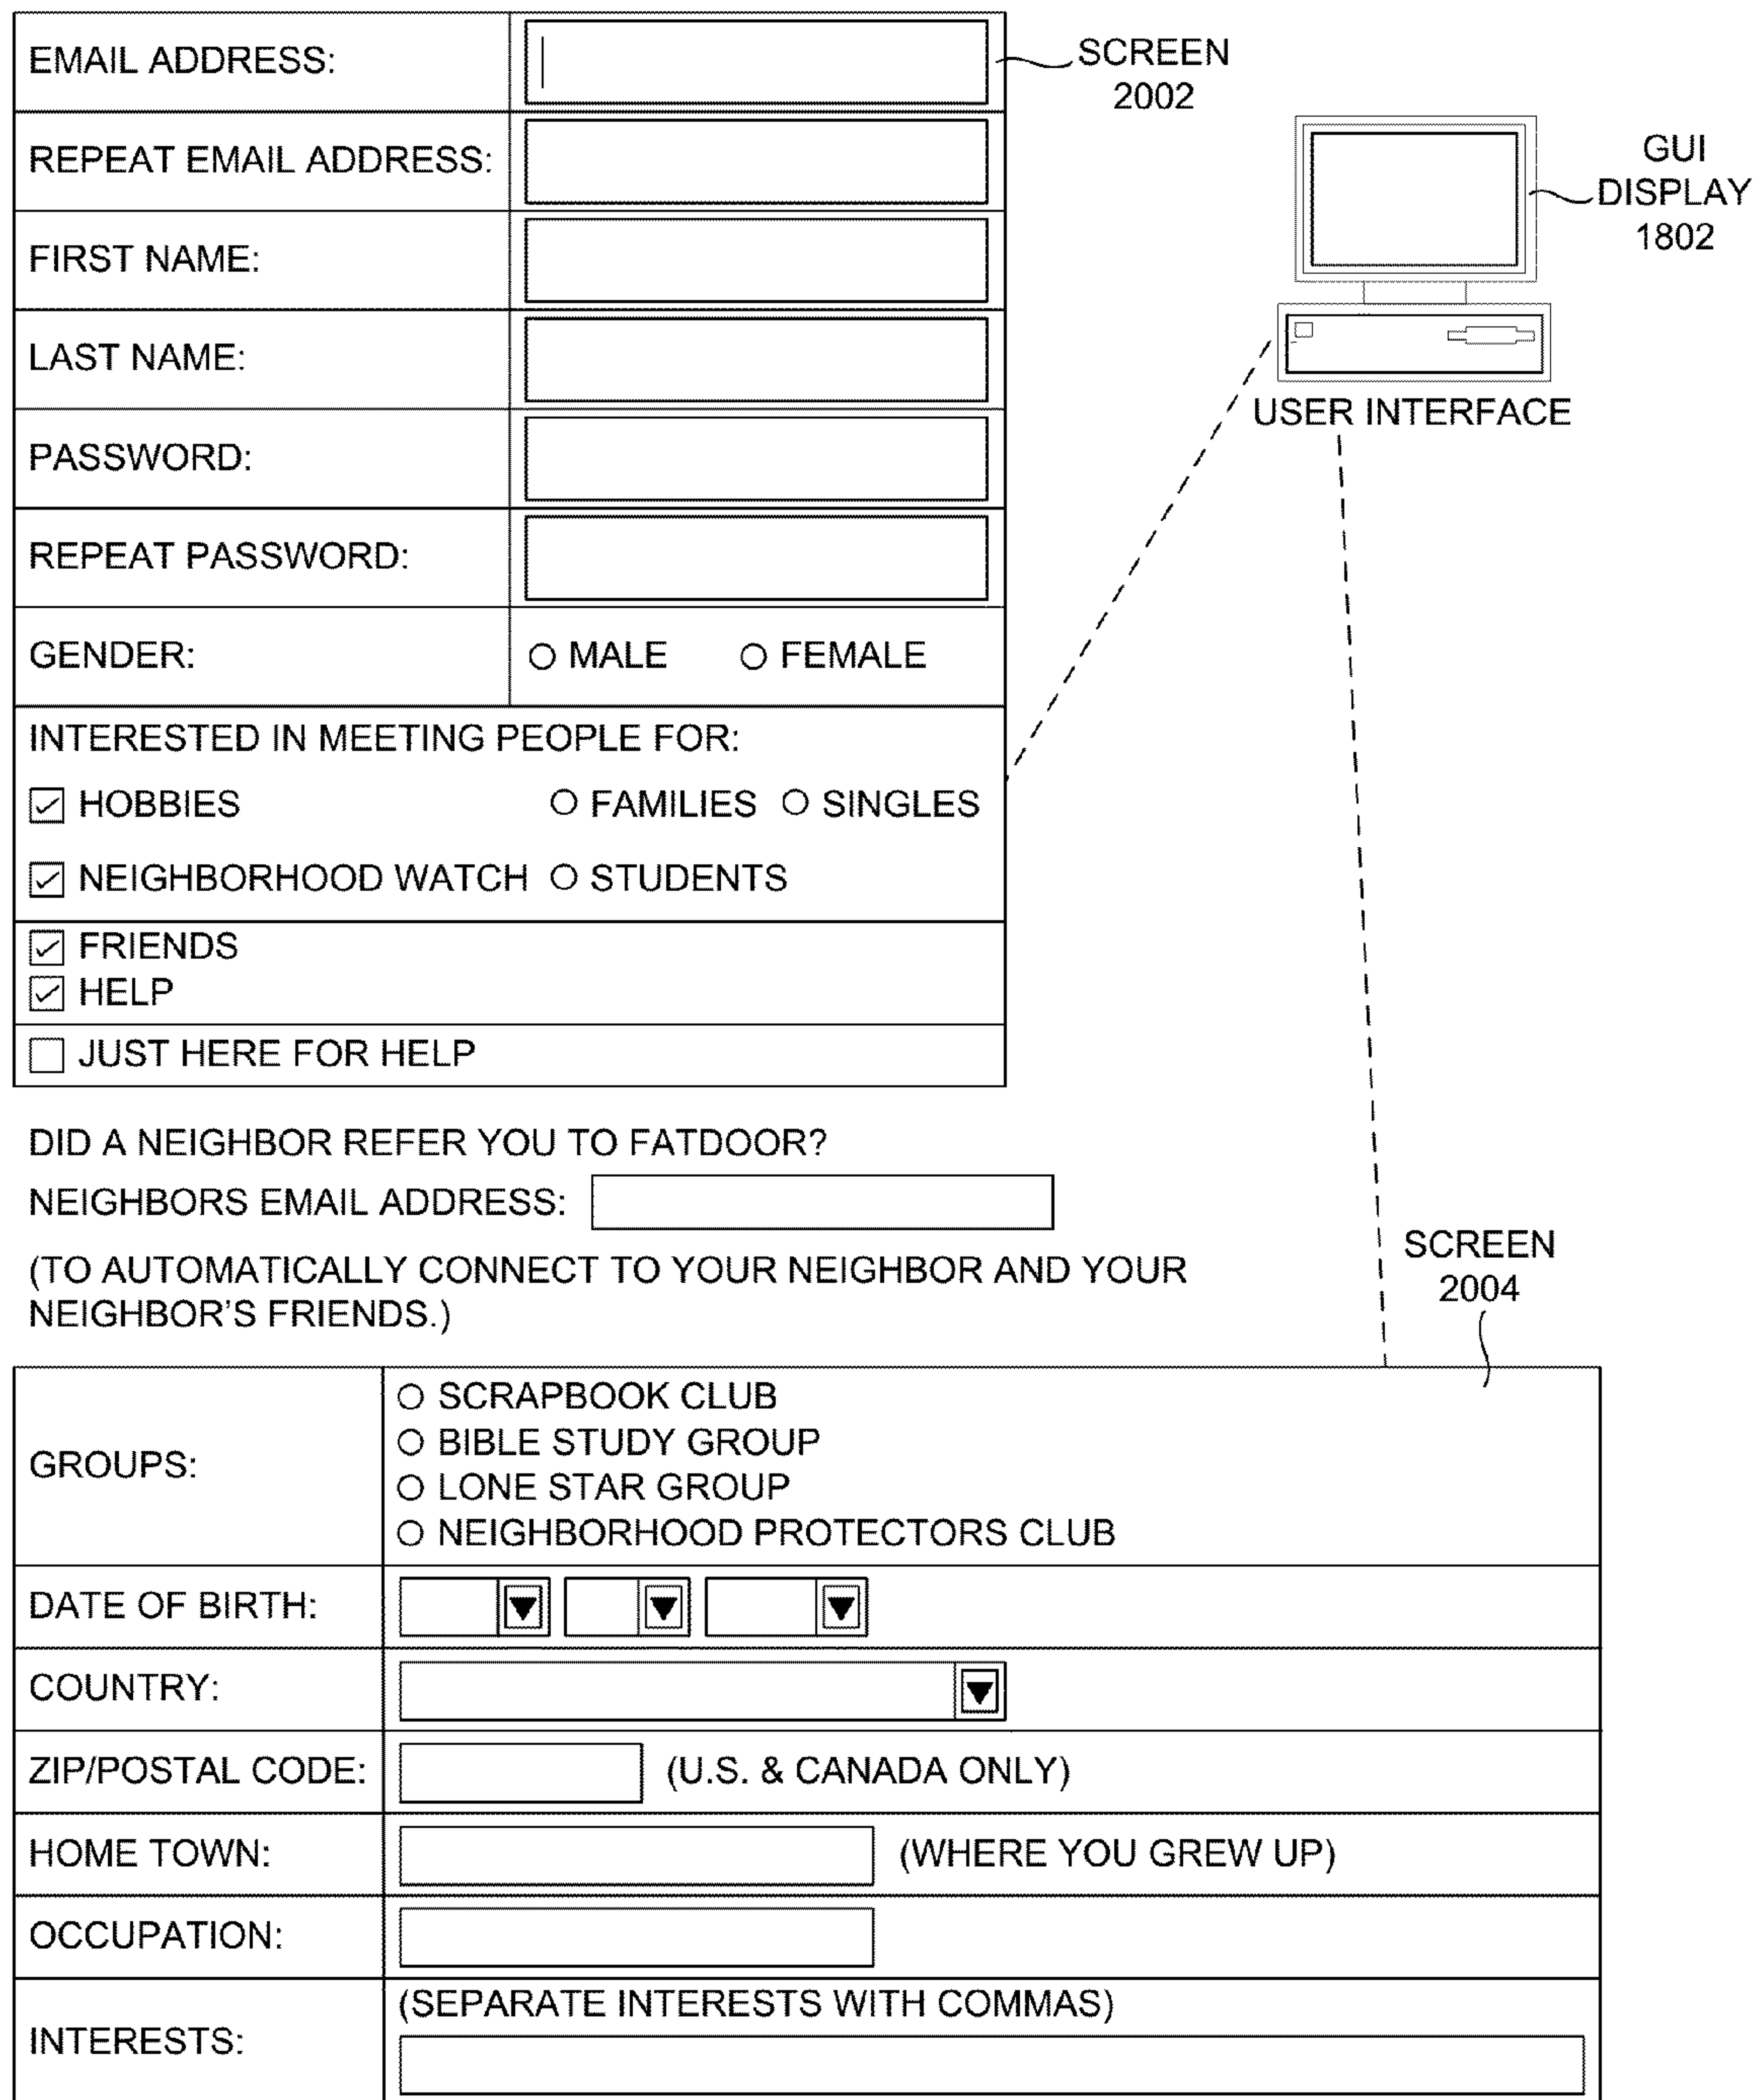 EMAIL ADDRESS:
SCREEN
2002
REPEAT EMAIL ADDRESS:
GUI
DISPLAY
1802
FIRST NAME:
LAST NAME:
USER INTERFACE
PASSWORD:
REPEAT PASSWORD:
GENDER: MALE FEMALE
INTERESTED IN MEETING PEOPLE FOR:
HOBBIES FAMILIES SINGLES
NEIGHBORHOOD WATCH STUDENTS
FRIENDS
HELP
JUST HERE FOR HELP
DID A NEIGHBOR REFER YOU TO FATDOOR?
NEIGHBORS EMAIL ADDRESS:
(TO AUTOMATICALLY CONNECT TO YOUR NEIGHBOR AND YOUR
NEIGHBOR'S FRIENDS.)
SCREEN
2004
GROUPS:
SCRAPBOOK CLUB
BIBLE STUDY GROUP
LONE STAR GROUP
NEIGHBORHOOD PROTECTORS CLUB
DATE OF BIRTH:
COUNTRY:
ZIP/POSTAL CODE: (U.S. & CANADA ONLY)
HOME TOWN: (WHERE YOU GREW UP)
OCCUPATION:
INTERESTS:
(SEPARATE INTERESTS WITH COMMAS)